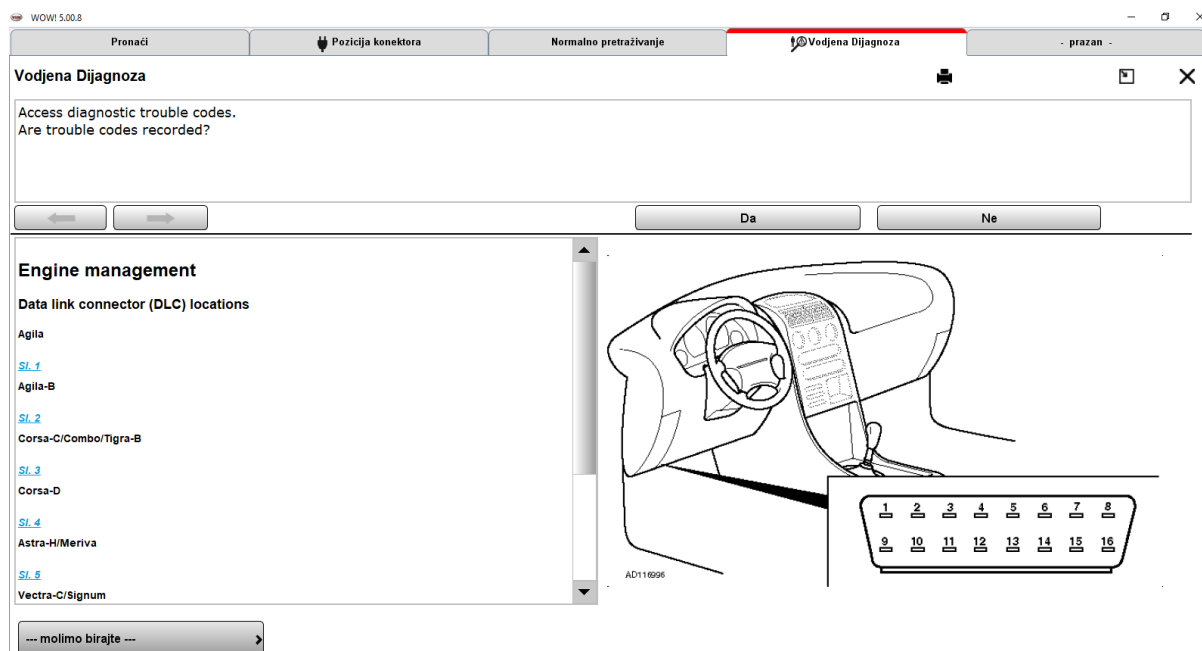 WOW! 5.00.8
Pronaći
Pozicija konektora
Normalno pretraživanje
Vodjena Dijagnoza
- prazan -
Vodjena Dijagnoza
Access diagnostic trouble codes.
Are trouble codes recorded?
Da
Ne
Engine management
Data link connector (DLC) locations
Agila
Sl. 1
Agila-B
Sl. 2
Corsa-C/Combo/Tigra-B
Sl. 3
Corsa-D
Sl. 4
Astra-H/Meriva
Sl. 5
Vectra-C/Signum
1 2 3 4 5 6 7 8
9 10 11 12 13 14 15 16
AD116996
--- molimo birajte ---